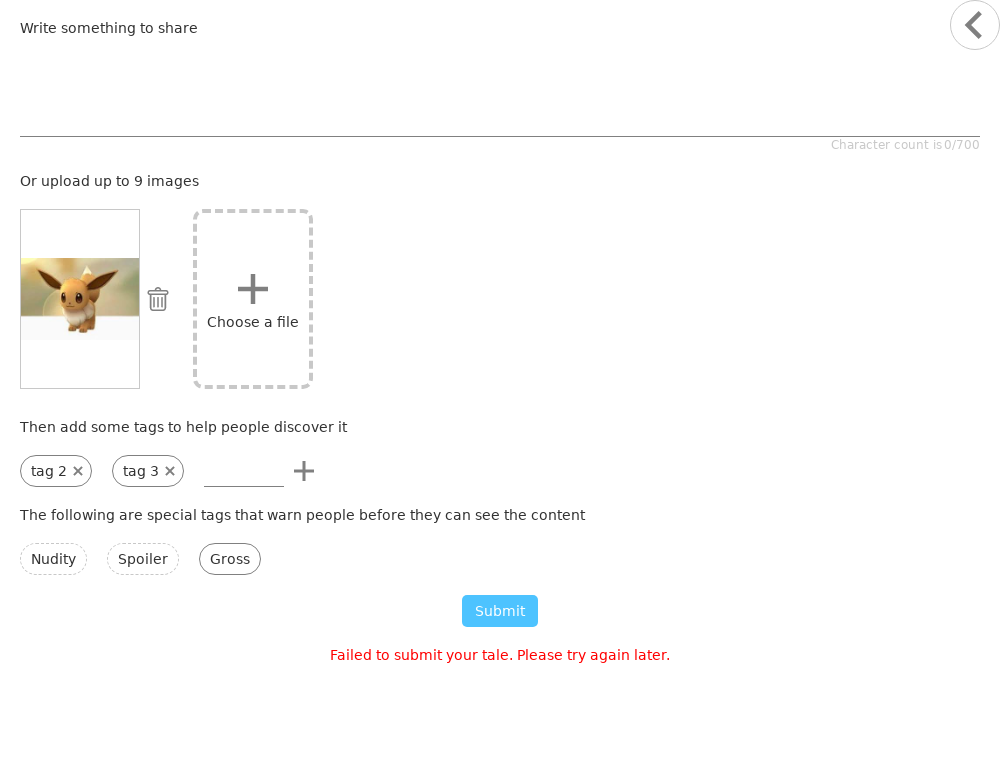 Write something to share
Character count is 0/700
Or upload up to 9 images
Choose a file
Then add some tags to help people discover it
tag 2
tag 3
The following are special tags that warn people before they can see the content
Nudity
Spoiler
Gross
Submit
Failed to submit your tale. Please try again later.